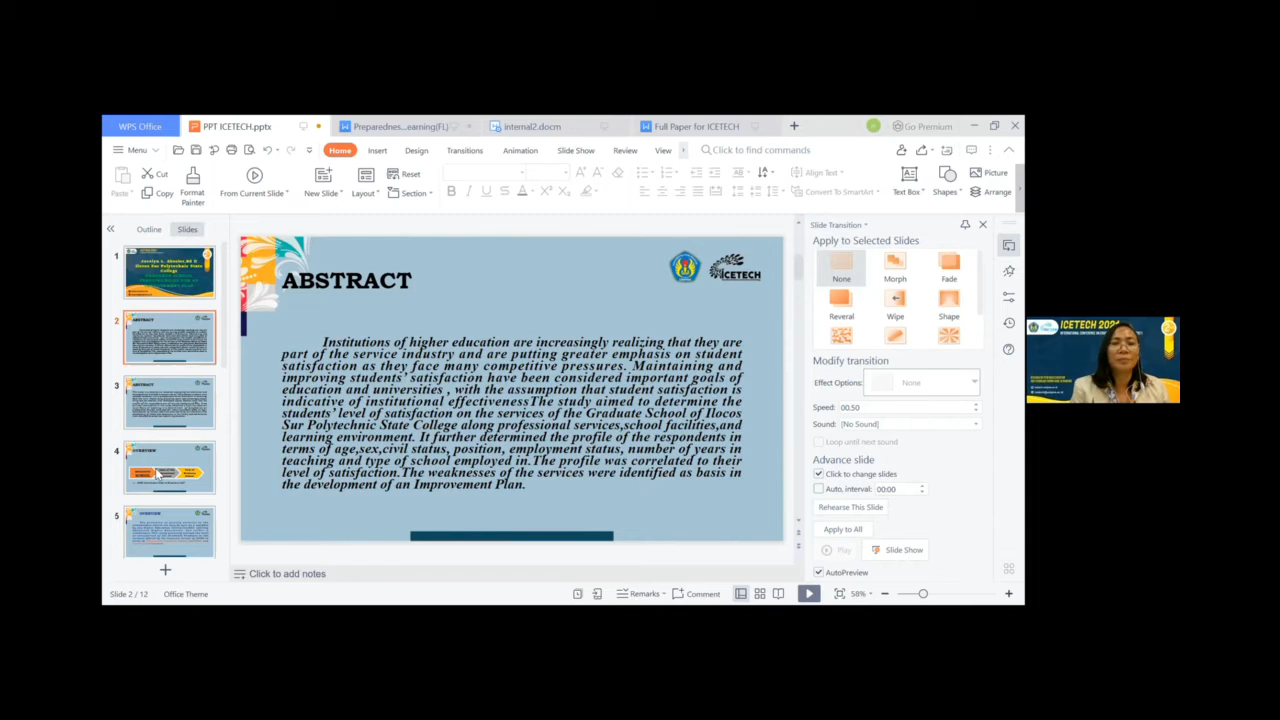 WPS Office
PPT ICETECH.pptx
Preparednes...earning(FL)
internal2.docm
Full Paper for ICETECH
Go Premium
Menu
Home
Insert
Design
Transitions
Animation
Slide Show
Review
View
Click to find commands
Paste
Cut
Copy
Format
Painter
From Current Slide
New Slide
Layout
Reset
Section
B I U S A X² X₂
Align Text
Convert To SmartArt
Text Box
Shapes
Picture
Arrange
Outline
Slides
1
2
3
4
5
ABSTRACT
ICETECH
Institutions of higher education are increasingly realizing that they are
part of the service industry and are putting greater emphasis on student
satisfaction as they face many competitive pressures. Maintaining and
improving students' satisfaction have been considered important goals of
education and universities , with the assumption that student satisfaction is
indicative of institutional effectivenessThe study aimed to determine the
students'level of satisfaction on the services of the Graduate School of Ilocos
Sur Polytechnic State College along professional services,school facilities,and
learning environment. It further determined the profile of the respondents in
terms of age,sex,civil status, position, employment status, number of years in
teaching and type of school employed in.The profile was correlated to their
level of satisfaction.The weaknesses of the services were identified as basis in
the development of an Improvement Plan.
Slide Transition
Apply to Selected Slides
None
Morph
Fade
Reveral
Wipe
Shape
Modify transition
Effect Options:
None
Speed: 00.50
Sound: [No Sound]
Loop until next sound
Advance slide
Click to change slides
Auto, interval: 00:00
Rehearse This Slide
Apply to All
Play
Slide Show
AutoPreview
Click to add notes
Slide 2 / 12
Office Theme
Remarks
Comment
58%
ICETECH 2021